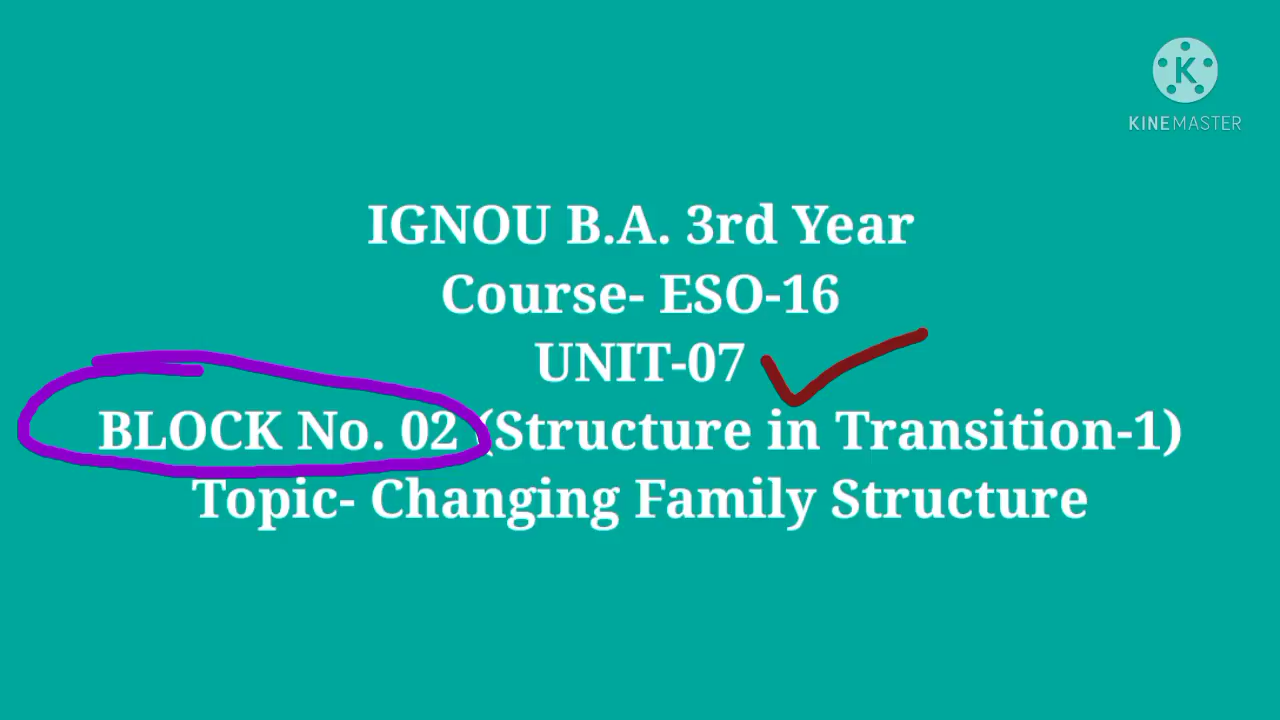 KINEMASTER
IGNOU B.A. 3rd Year
Course- ESO-16
UNIT-07
BLOCK No. 02 (Structure in Transition-1)
Topic- Changing Family Structure